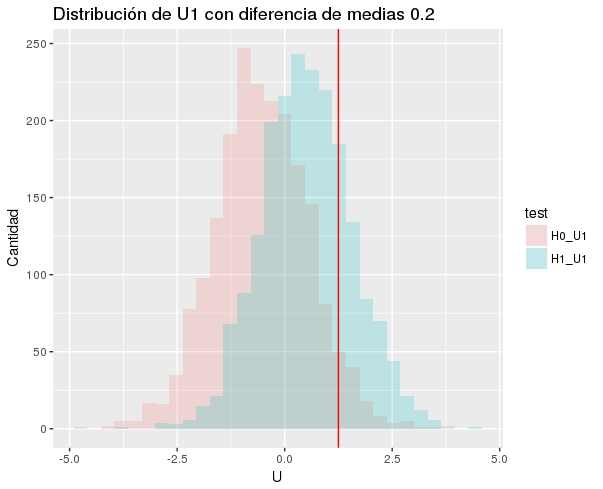 Distribución de U1 con diferencia de medias 0.2
250
200
150
100
50
0
Cantidad
-5.0
-2.5
0.0
2.5
5.0
U
test
H0_U1
H1_U1